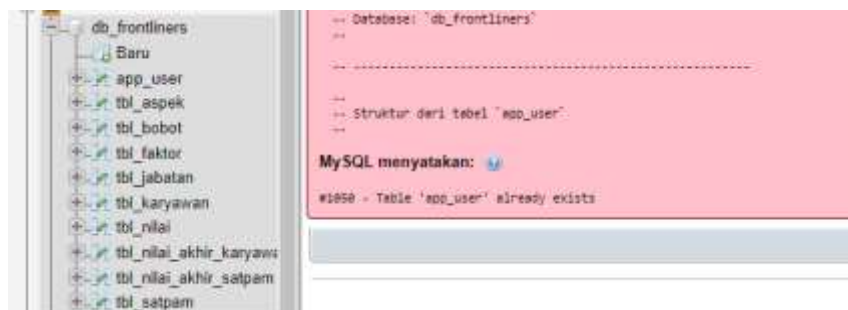 db_frontliners
Baru
app_user
tbl_aspek
tbl_bobot
tbl_faktor
tbl_jabatan
tbl_karyawan
tbl_nilai
tbl_nilai_akhir_karyawa
tbl_nilai_akhir_satpam
tbl_satpam
-- Database: `db_frontliners`
--
-- --------------------------------------------------------
--
-- Struktur dari tabel `app_user`
--
MySQL menyatakan:
#1050 - Table 'app_user' already exists